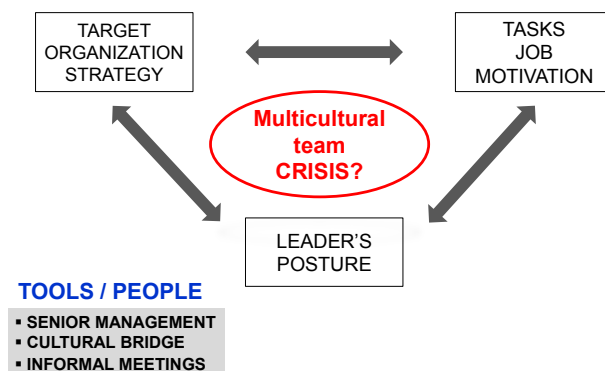 TARGET
ORGANIZATION
STRATEGY
TASKS
JOB
MOTIVATION
Multicultural
team
CRISIS?
LEADER'S
POSTURE
TOOLS / PEOPLE
▪ SENIOR MANAGEMENT
▪ CULTURAL BRIDGE
▪ INFORMAL MEETINGS